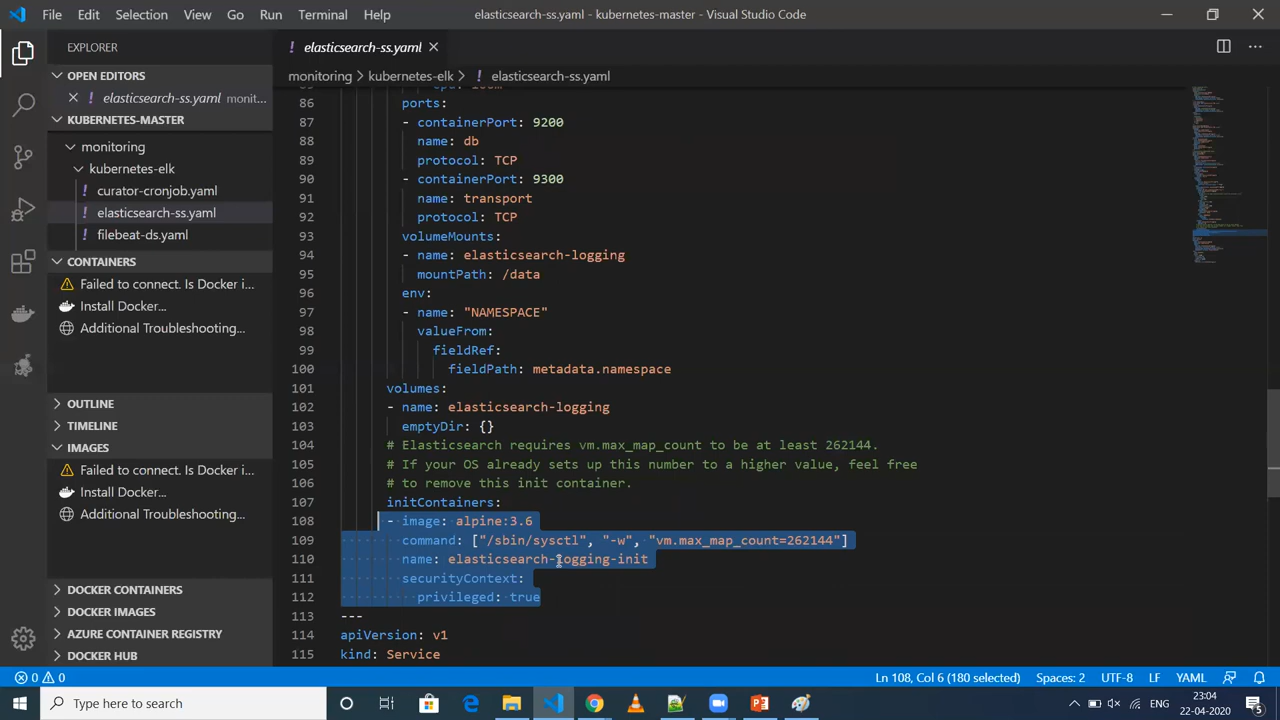 File Edit Selection View Go Run Terminal Help elasticsearch-ss.yaml - kubernetes-master - Visual Studio Code
EXPLORER
OPEN EDITORS
elasticsearch-ss.yaml monit...
KUBERNETES-MASTER
monitoring
kubernetes-elk
curator-cronjob.yaml
elasticsearch-ss.yaml
filebeat-ds.yaml
CONTAINERS
Failed to connect. Is Docker i...
Install Docker...
Additional Troubleshooting...
OUTLINE
TIMELINE
IMAGES
Failed to connect. Is Docker i...
Install Docker...
Additional Troubleshooting...
DOCKER CONTAINERS
DOCKER IMAGES
AZURE CONTAINER REGISTRY
DOCKER HUB
! elasticsearch-ss.yaml
monitoring > kubernetes-elk > ! elasticsearch-ss.yaml
86 ports:
87 - containerPort: 9200
88 name: db
89 protocol: TCP
90 - containerPort: 9300
91 name: transport
92 protocol: TCP
93 volumeMounts:
94 - name: elasticsearch-logging
95 mountPath: /data
96 env:
97 - name: "NAMESPACE"
98 valueFrom:
99 fieldRef:
100 fieldPath: metadata.namespace
101 volumes:
102 - name: elasticsearch-logging
103 emptyDir: {}
104 # Elasticsearch requires vm.max_map_count to be at least 262144.
105 # If your OS already sets up this number to a higher value, feel free
106 # to remove this init container.
107 initContainers:
108 - image: alpine:3.6
109 command: ["/sbin/sysctl", "-w", "vm.max_map_count=262144"]
110 name: elasticsearch-logging-init
111 securityContext:
112 privileged: true
113 ---
114 apiVersion: v1
115 kind: Service
0 0 Ln 108, Col 6 (180 selected) Spaces: 2 UTF-8 LF YAML
Type here to search
23:04
22-04-2020
5